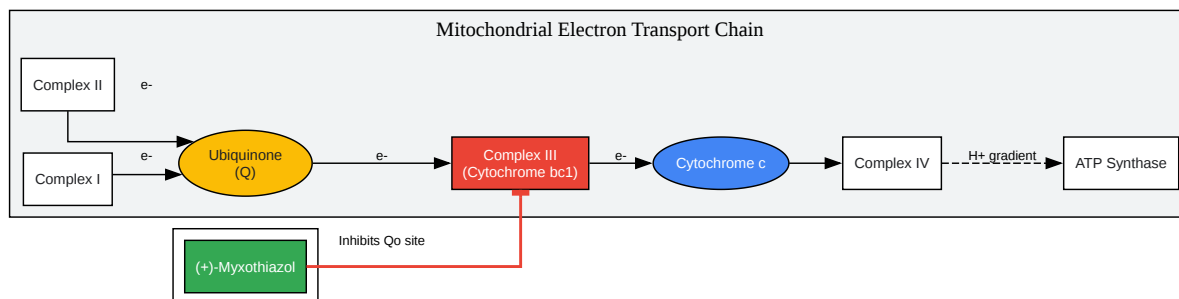 Mitochondrial Electron Transport Chain
Complex II
e-
Complex I
e-
Ubiquinone
(Q)
e-
Complex III
(Cytochrome bc1)
e-
Cytochrome c
Complex IV
H+ gradient
ATP Synthase
Inhibits Qo site
(+)-Myxothiazol